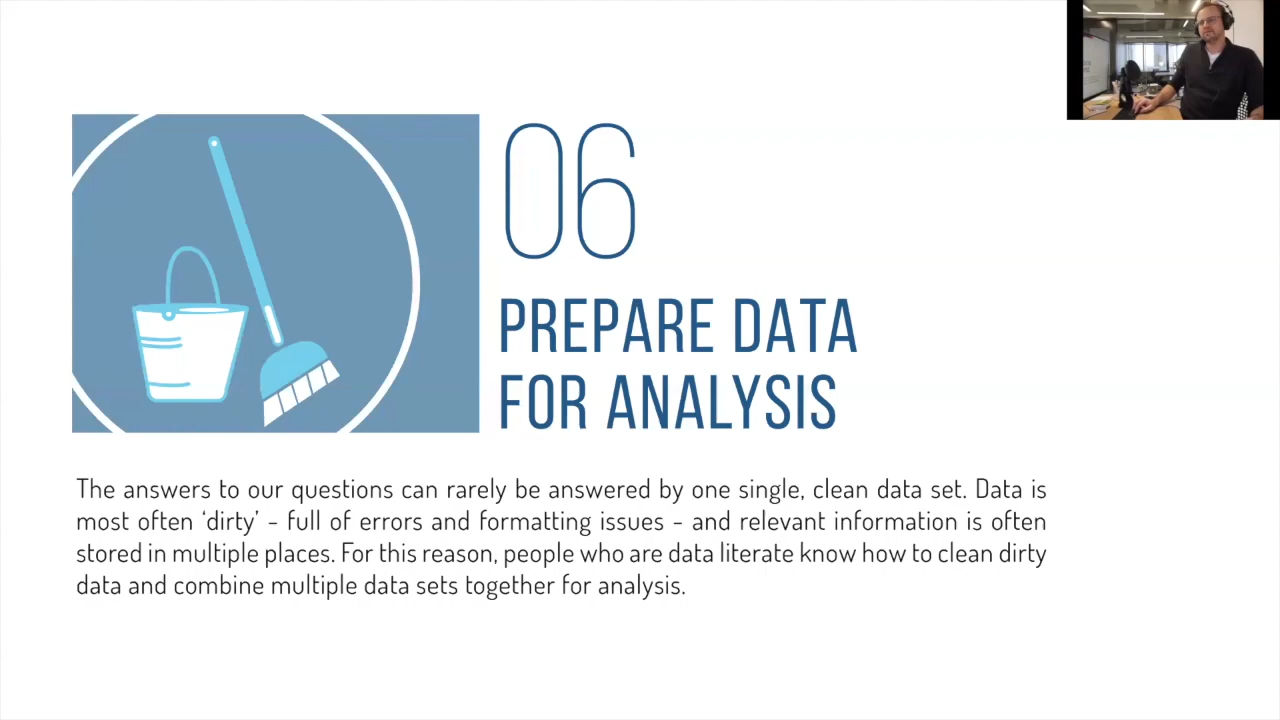 06
PREPARE DATA
FOR ANALYSIS
The answers to our questions can rarely be answered by one single, clean data set. Data is
most often ‘dirty’ - full of errors and formatting issues - and relevant information is often
stored in multiple places. For this reason, people who are data literate know how to clean dirty
data and combine multiple data sets together for analysis.